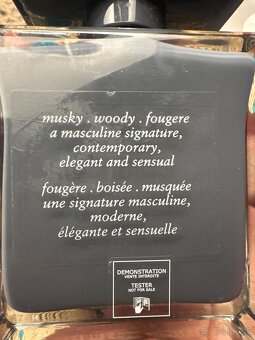 musky . woody . fougere
a masculine signature,
contemporary,
elegant and sensual
fougère . boisée . musquée
une signature masculine,
moderne,
élégante et sensuelle
DEMONSTRATION
VENTE INTERDITE
TESTER
NOT FOR SALE